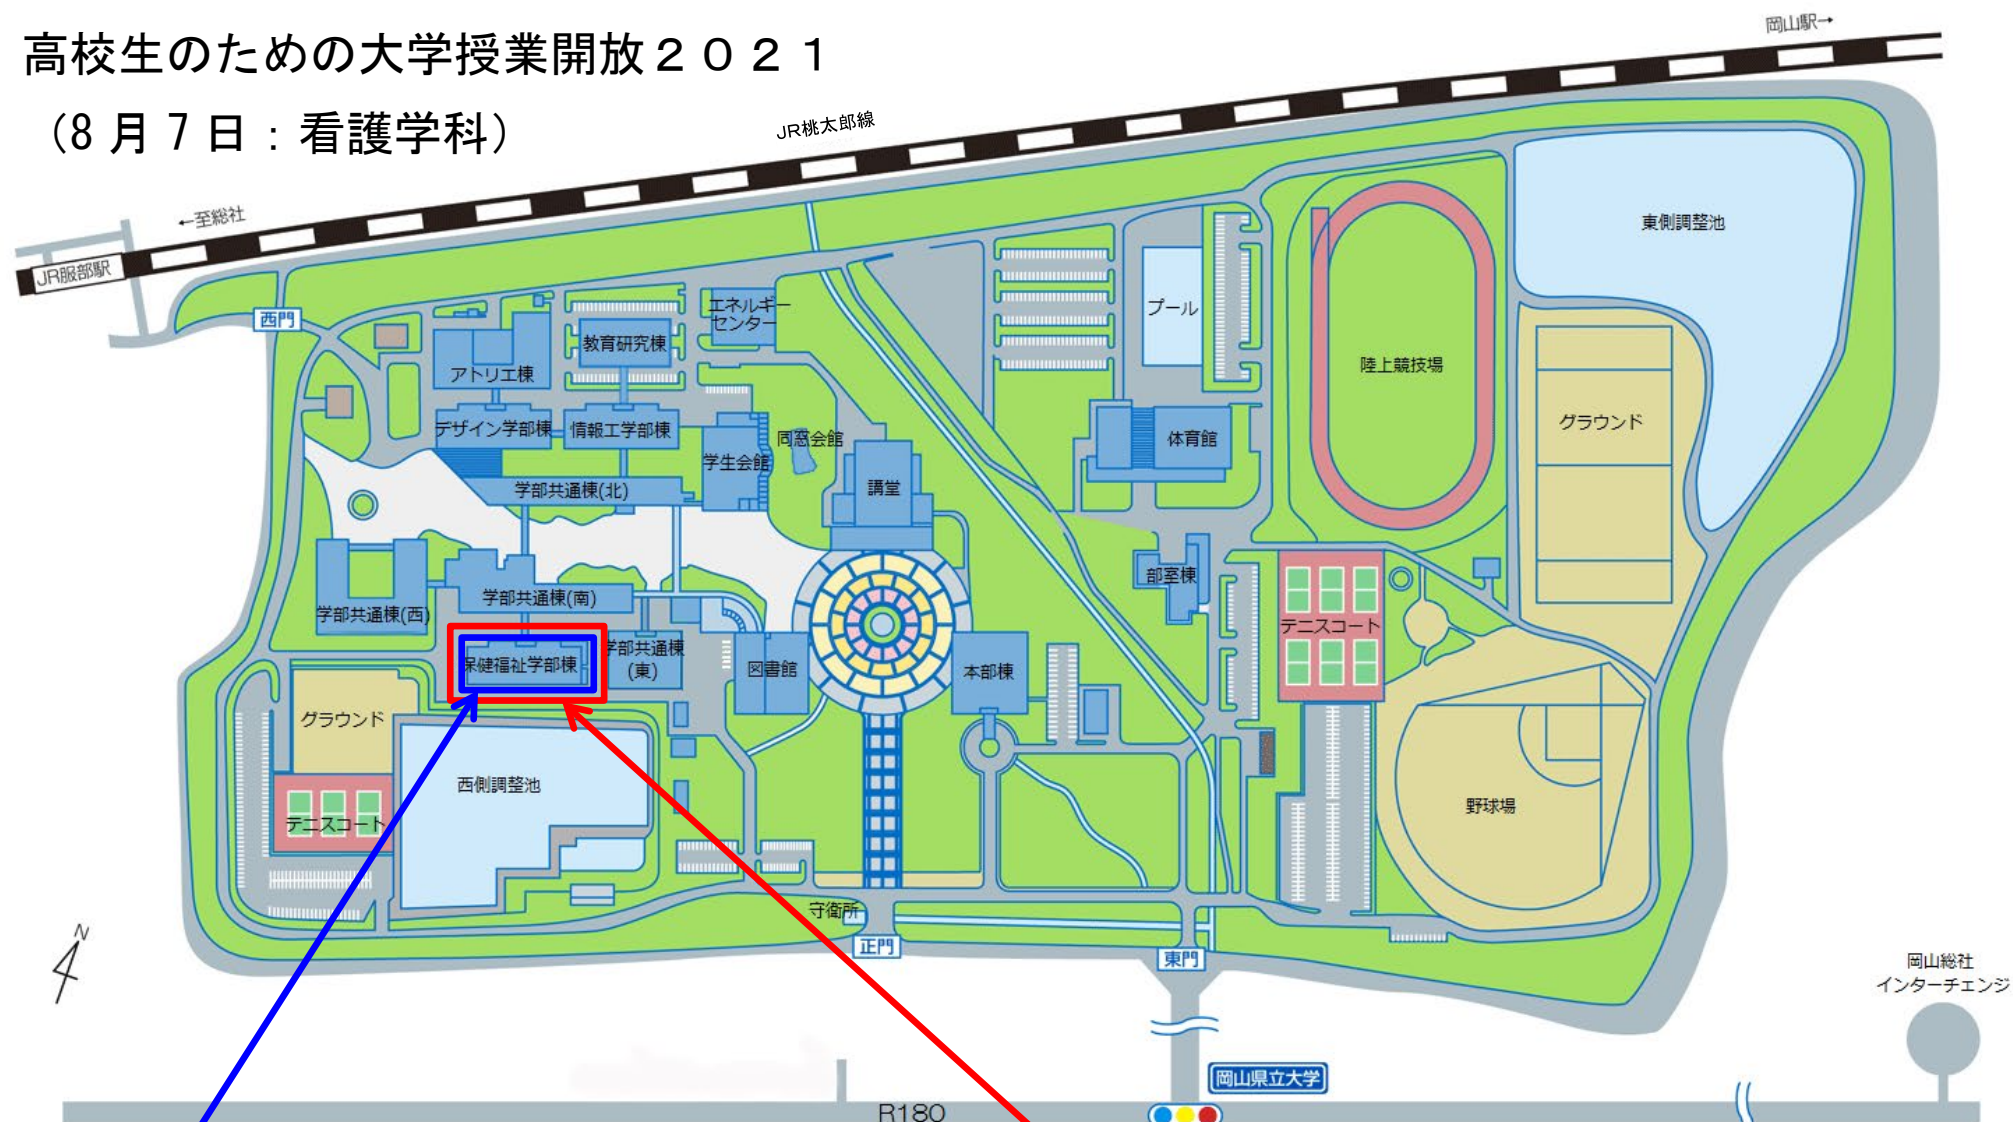 高校生のための大学授業開放２０２１
（8月7日：看護学科）
岡山駅→
JR桃太郎線
←至総社
JR服部駅
西門
東側調整池
エネルギー
センター
プール
教育研究棟
アトリエ棟
陸上競技場
グラウンド
デザイン学部棟
情報工学部棟
同窓会館
体育館
学生会館
講堂
学部共通棟(北)
部室棟
学部共通棟(南)
学部共通棟(西)
テニスコート
学部共通棟
(東)
保健福祉学部棟
図書館
本部棟
グラウンド
西側調整池
野球場
テニスコート
守衛所
正門
東門
N
岡山総社
インターチェンジ
岡山県立大学
R180